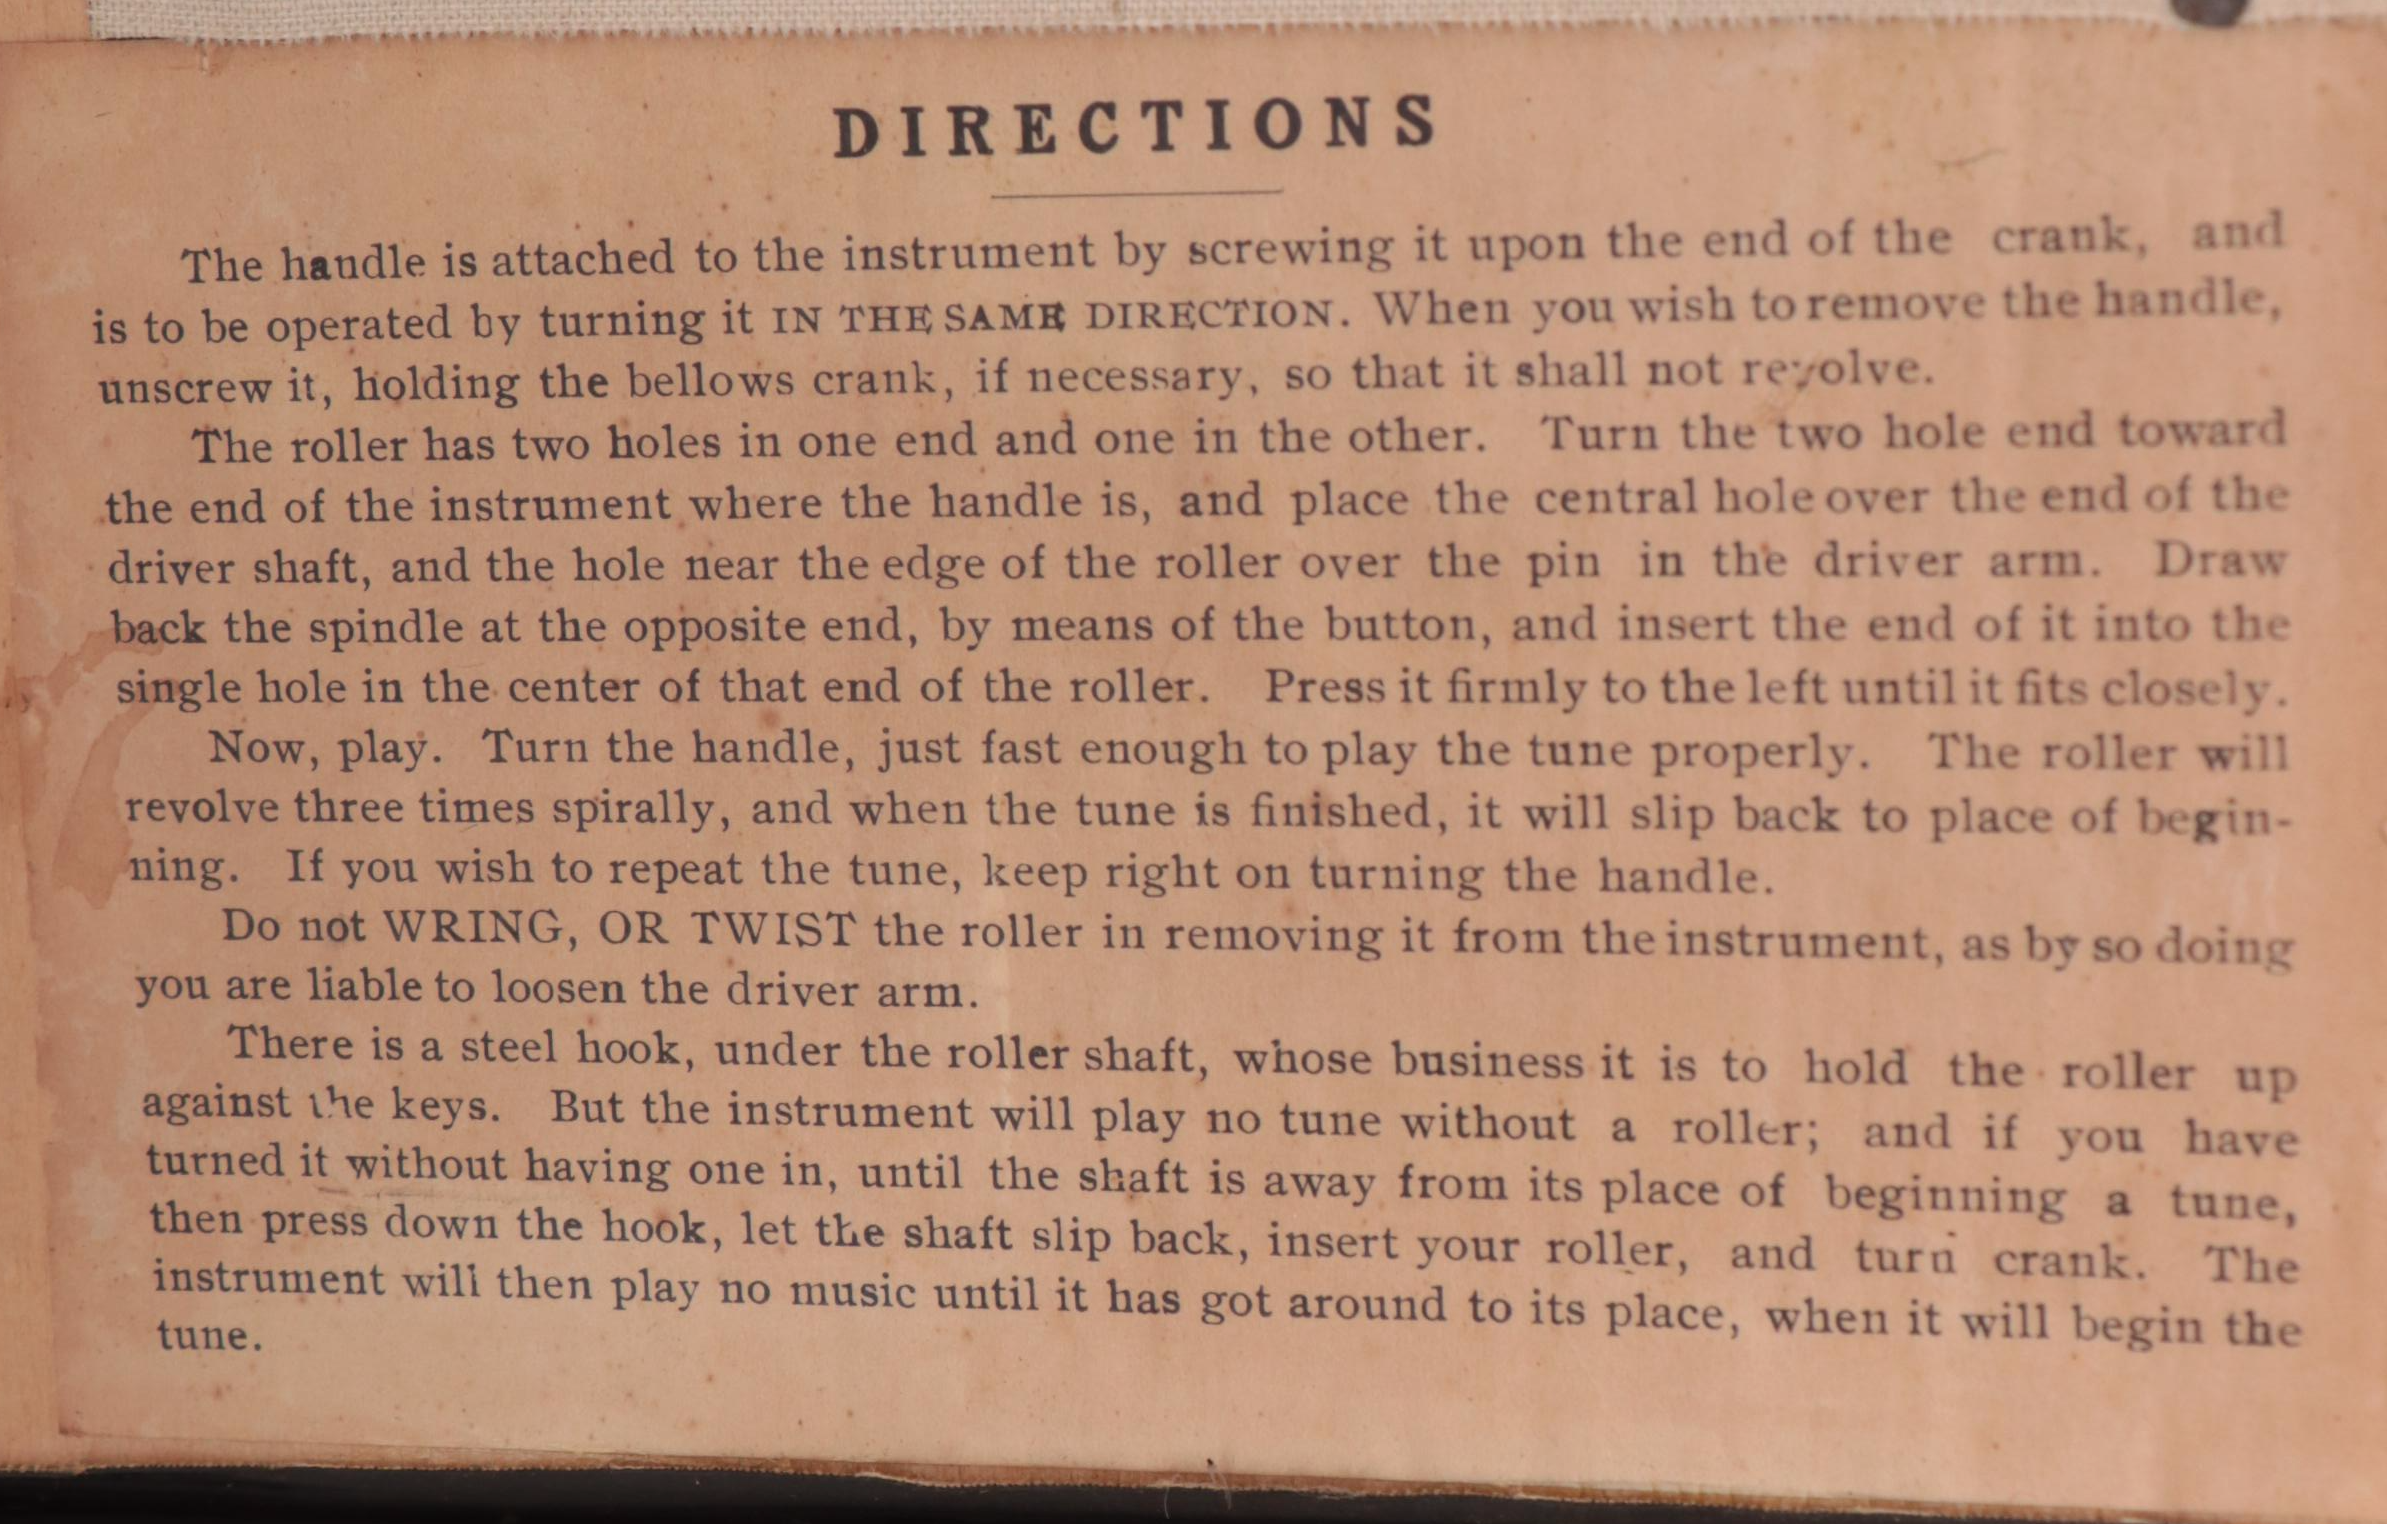 DIRECTIONS
The handle is attached to the instrument by screwing it upon the end of the crank, and
is to be operated by turning it IN THE SAME DIRECTION. When you wish to remove the handle,
unscrew it, holding the bellows crank, if necessary, so that it shall not revolve.
The roller has two holes in one end and one in the other. Turn the two hole end toward
the end of the instrument where the handle is, and place the central hole over the end of the
driver shaft, and the hole near the edge of the roller over the pin in the driver arm. Draw
back the spindle at the opposite end, by means of the button, and insert the end of it into the
single hole in the center of that end of the roller. Press it firmly to the left until it fits closely.
Now, play. Turn the handle, just fast enough to play the tune properly. The roller will
revolve three times spirally, and when the tune is finished, it will slip back to place of begin-
ning. If you wish to repeat the tune, keep right on turning the handle.
Do not WRING, OR TWIST the roller in removing it from the instrument, as by so doing
you are liable to loosen the driver arm.
There is a steel hook, under the roller shaft, whose business it is to hold the roller up
against the keys. But the instrument will play no tune without a roller; and if you have
turned it without having one in, until the shaft is away from its place of beginning a tune,
then press down the hook, let the shaft slip back, insert your roller, and turn crank. The
instrument will then play no music until it has got around to its place, when it will begin the
tune.